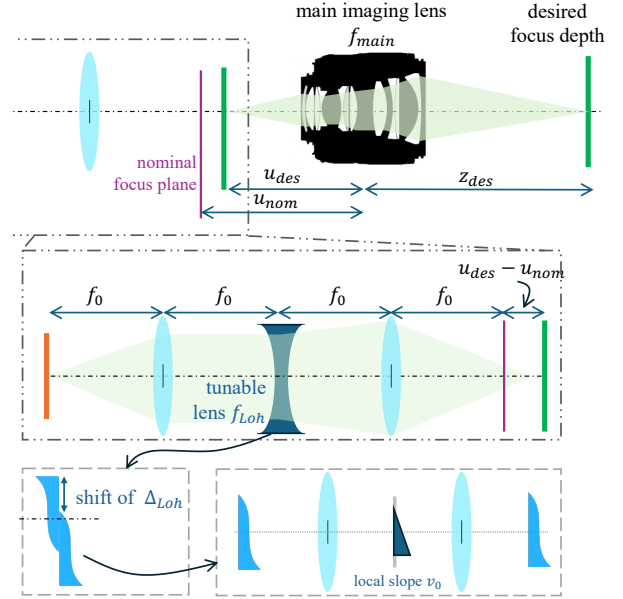 main imaging lens
f_main
desired
focus depth
nominal
focus plane
u_des
z_des
u_nom
u_des − u_nom
f_0
f_0
f_0
f_0
tunable
lens f_Loh
shift of Δ_Loh
local slope v_0